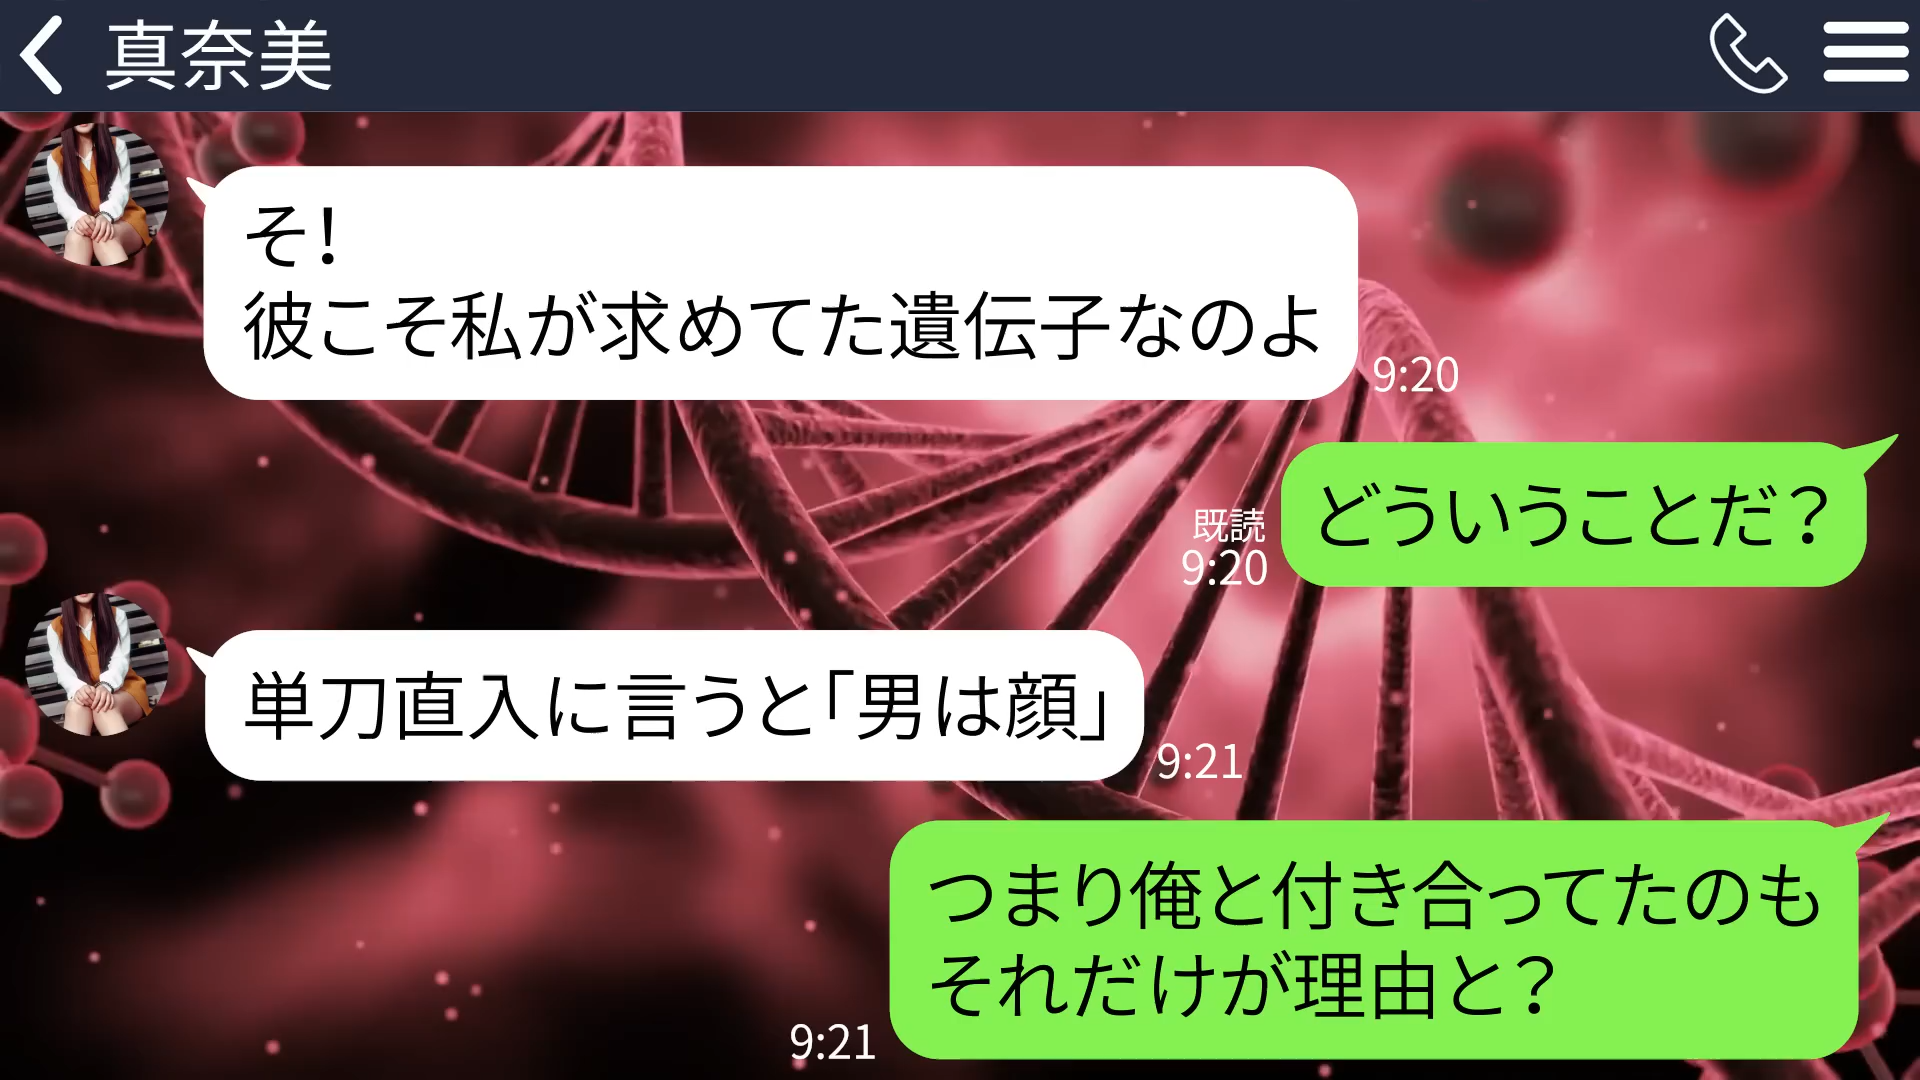 真奈美
そ！
彼こそ私が求めてた遺伝子なのよ
9:20
どういうことだ？
既読
9:20
単刀直入に言うと「男は顔」
9:21
つまり俺と付き合ってたのも
それだけが理由と？
9:21